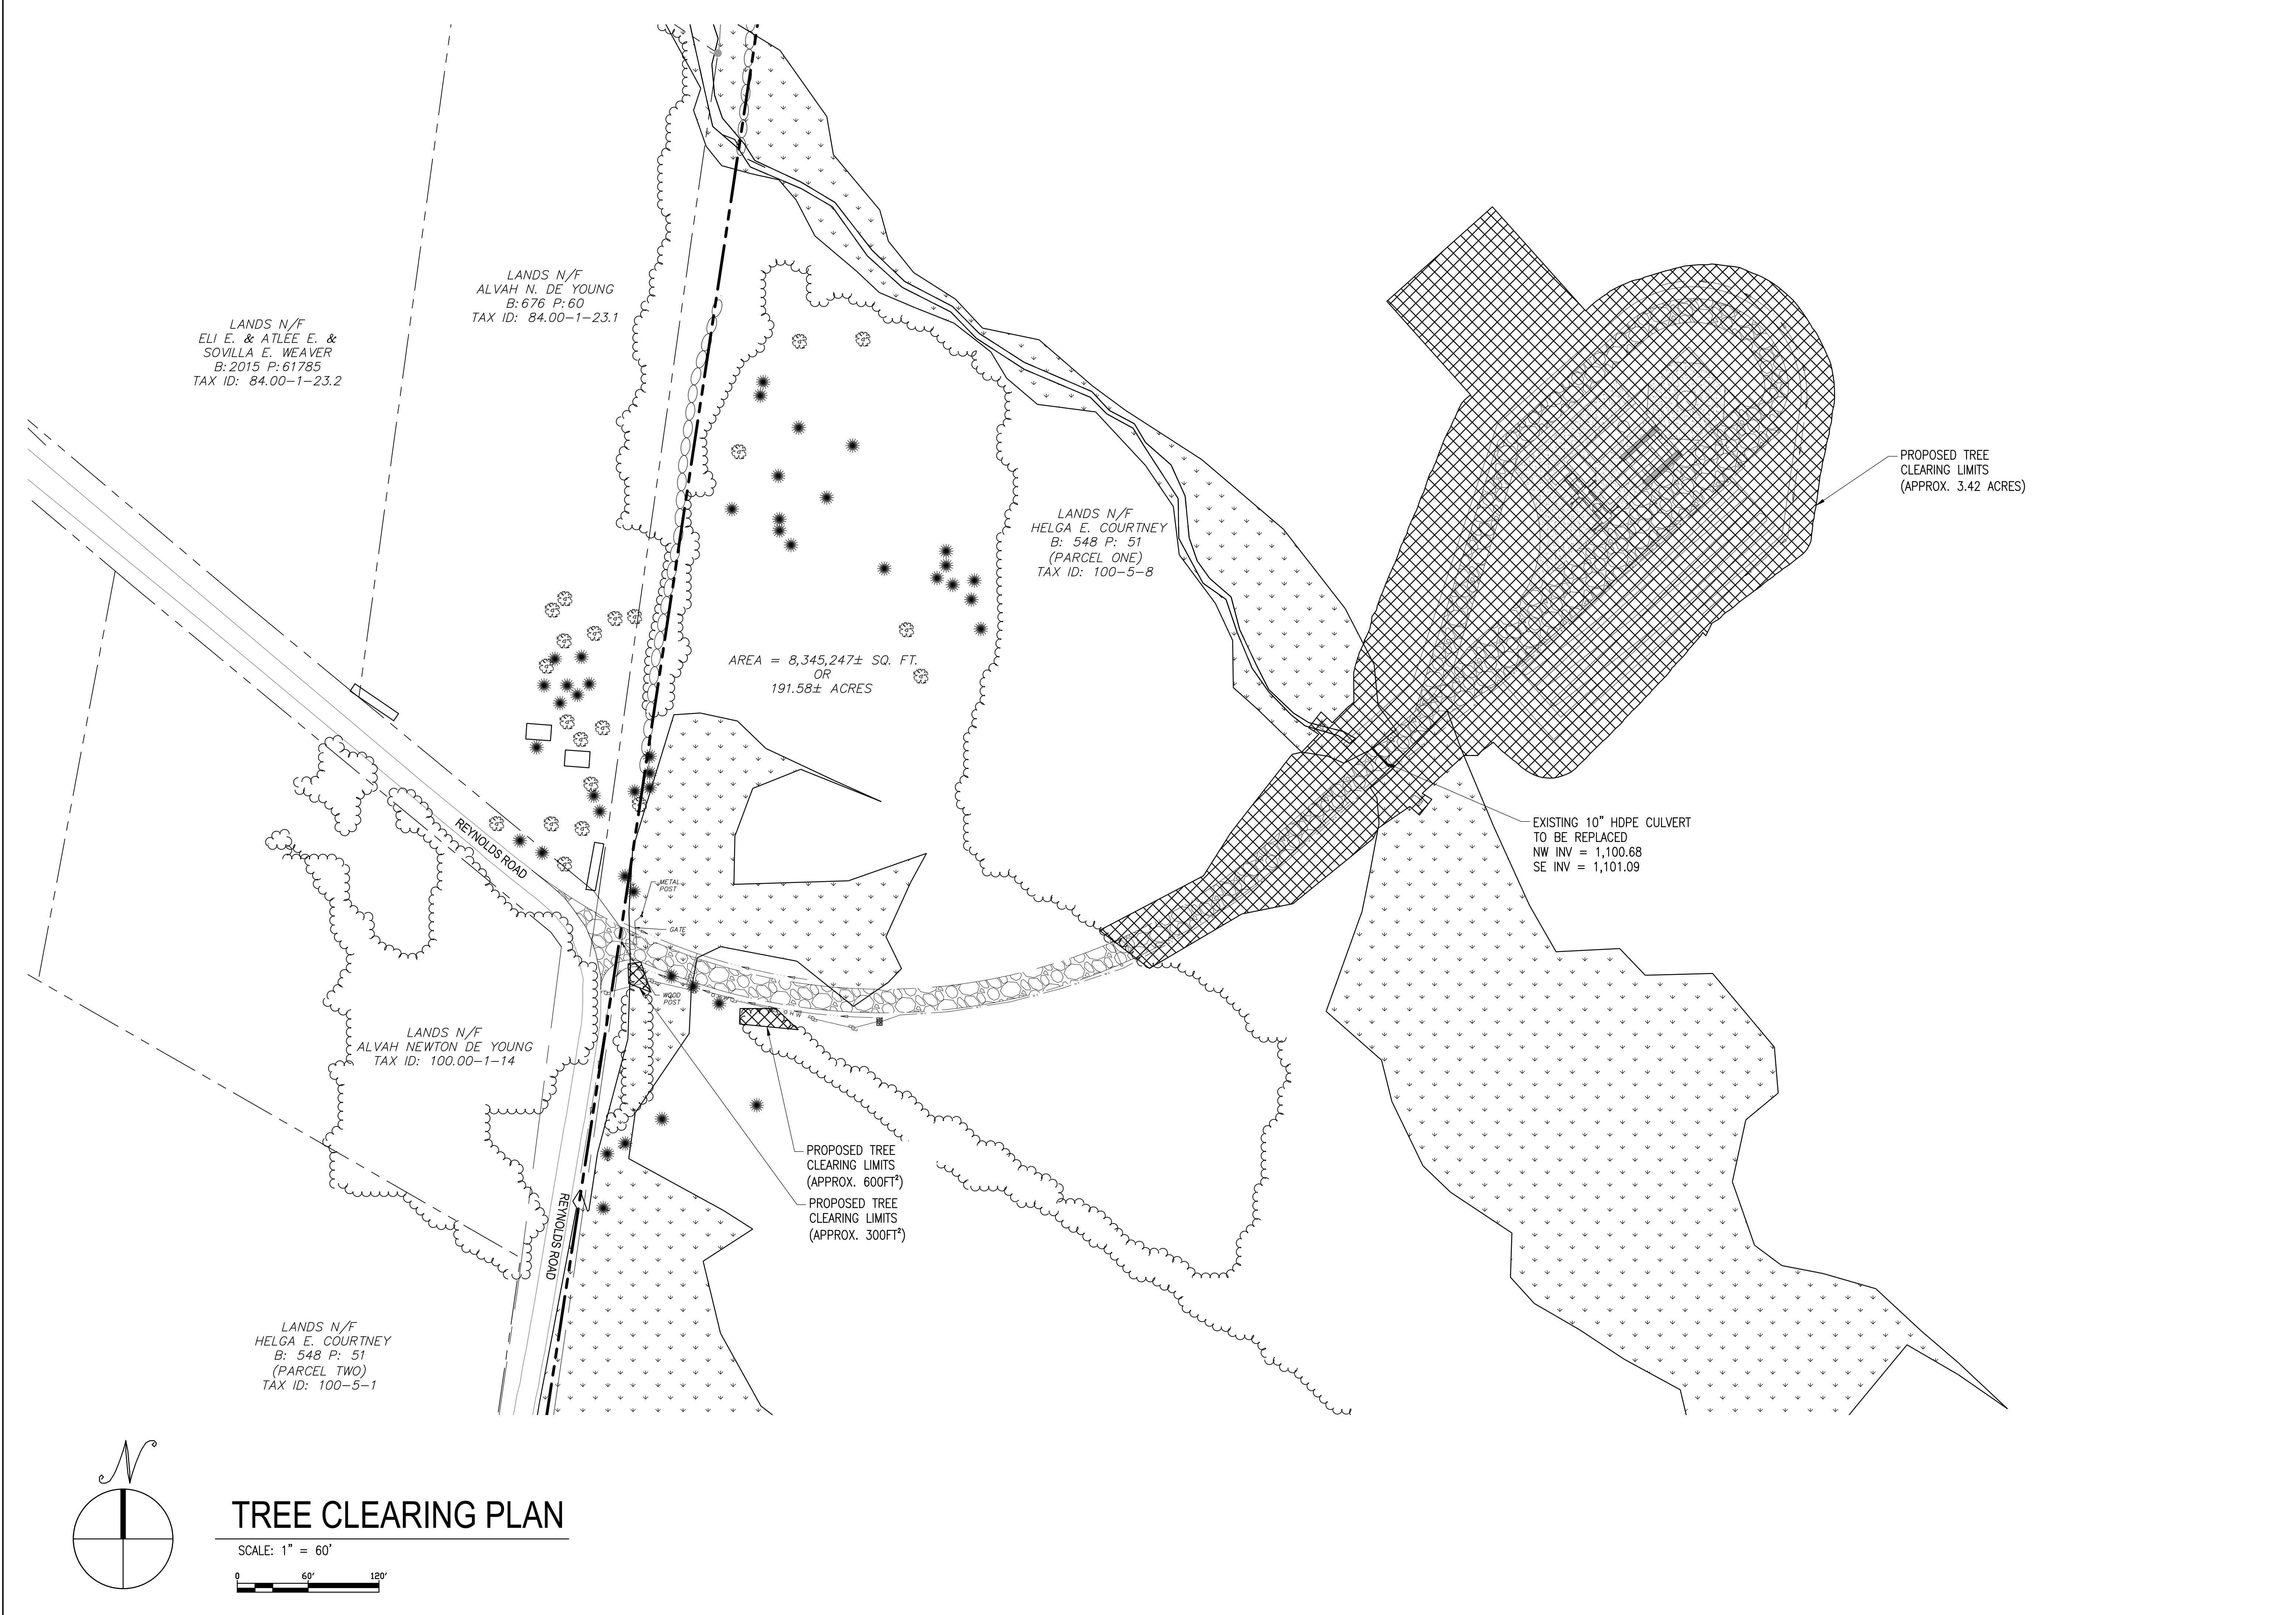 LANDS N/F
ALVAH N. DE YOUNG
B: 676 P: 60
TAX ID: 84.00-1-23.1
LANDS N/F
ELI E. & ATLEE E. &
SOVILLA E. WEAVER
B: 2015 P: 61785
TAX ID: 84.00-1-23.2
PROPOSED TREE
CLEARING LIMITS
(APPROX. 3.42 ACRES)
LANDS N/F
HELGA E. COURTNEY
B: 548 P: 51
(PARCEL ONE)
TAX ID: 100-5-8
AREA = 8,345,247± SQ. FT.
OR
191.58± ACRES
REYNOLDS ROAD
EXISTING 10" HDPE CULVERT
TO BE REPLACED
NW INV = 1,100.68
SE INV = 1,101.09
METAL
POST
GATE
WOOD
POST
LANDS N/F
ALVAH NEWTON DE YOUNG
TAX ID: 100.00-1-14
PROPOSED TREE
CLEARING LIMITS
(APPROX. 600FT²)
PROPOSED TREE
CLEARING LIMITS
(APPROX. 300FT²)
REYNOLDS ROAD
LANDS N/F
HELGA E. COURTNEY
B: 548 P: 51
(PARCEL TWO)
TAX ID: 100-5-1
N
TREE CLEARING PLAN
SCALE: 1" = 60'
0 60' 120'